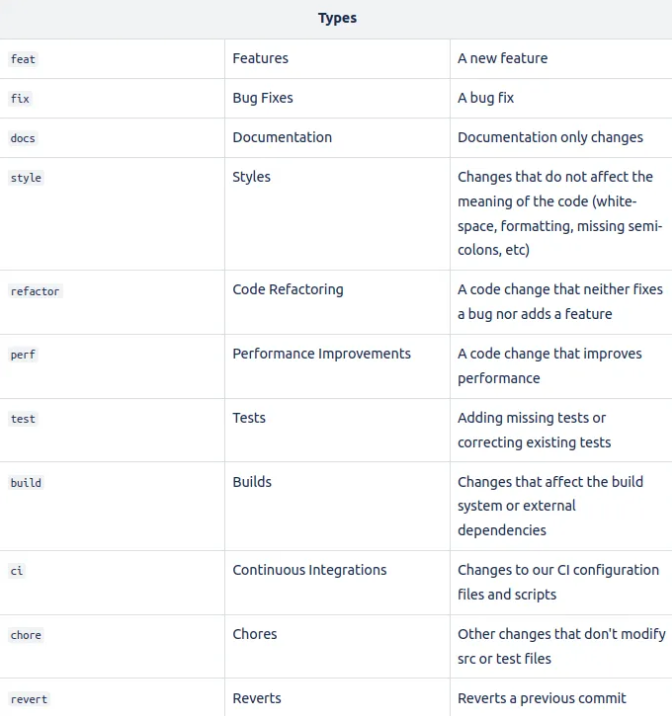 Types
feat Features A new feature
fix Bug Fixes A bug fix
docs Documentation Documentation only changes
style Styles Changes that do not affect the
meaning of the code (white-
space, formatting, missing semi-
colons, etc)
refactor Code Refactoring A code change that neither fixes
a bug nor adds a feature
perf Performance Improvements A code change that improves
performance
test Tests Adding missing tests or
correcting existing tests
build Builds Changes that affect the build
system or external
dependencies
ci Continuous Integrations Changes to our CI configuration
files and scripts
chore Chores Other changes that don't modify
src or test files
revert Reverts Reverts a previous commit